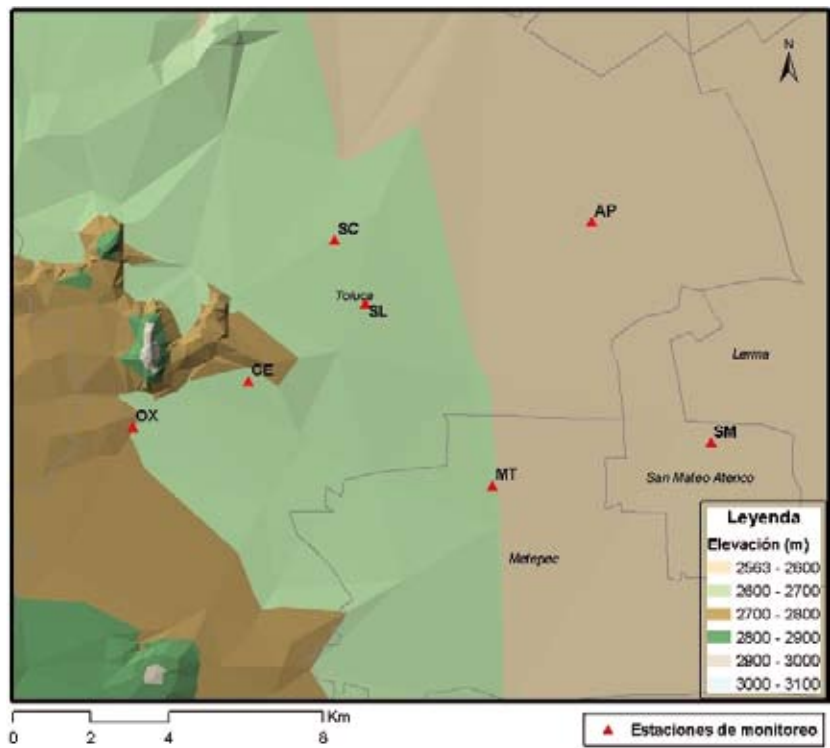 N
SC
AP
Toluca
SL
Lerma
CE
OX
SM
MT
San Mateo Atenco
Metepec
Leyenda
Elevación (m)
2563 - 2600
2600 - 2700
2700 - 2800
2800 - 2900
2900 - 3000
3000 - 3100
Km
0 2 4 8
Estaciones de monitoreo